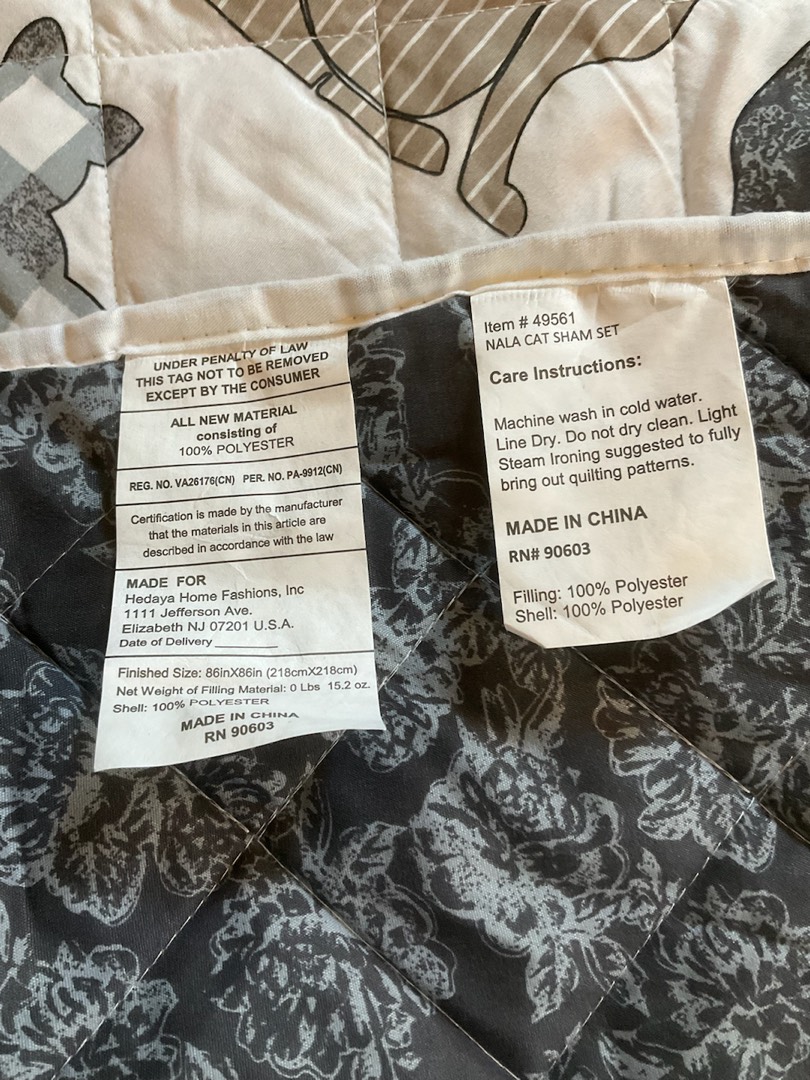 UNDER PENALTY OF LAW
THIS TAG NOT TO BE REMOVED
EXCEPT BY THE CONSUMER
ALL NEW MATERIAL
consisting of
100% POLYESTER
REG. NO. VA26176(CN) PER. NO. PA-9912(CN)
Certification is made by the manufacturer
that the materials in this article are
described in accordance with the law
MADE FOR
Hedaya Home Fashions, Inc
1111 Jefferson Ave.
Elizabeth NJ 07201 U.S.A.
Date of Delivery
Finished Size: 86inX86in (218cmX218cm)
Net Weight of Filling Material: 0 Lbs 15.2 oz.
Shell: 100% POLYESTER
MADE IN CHINA
RN 90603
Item # 49561
NALA CAT SHAM SET
Care Instructions:
Machine wash in cold water.
Line Dry. Do not dry clean. Light
Steam Ironing suggested to fully
bring out quilting patterns.
MADE IN CHINA
RN# 90603
Filling: 100% Polyester
Shell: 100% Polyester